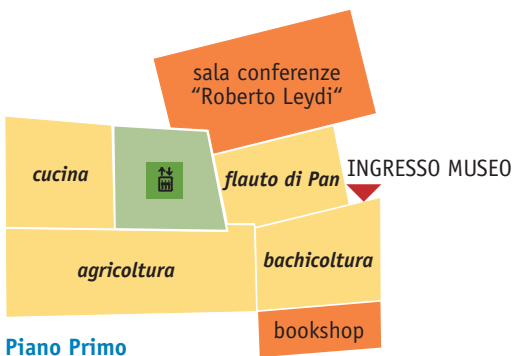 sala conferenze
“Roberto Leydi“
cucina
flauto di Pan
INGRESSO MUSEO
agricoltura
bachicoltura
bookshop
Piano Primo